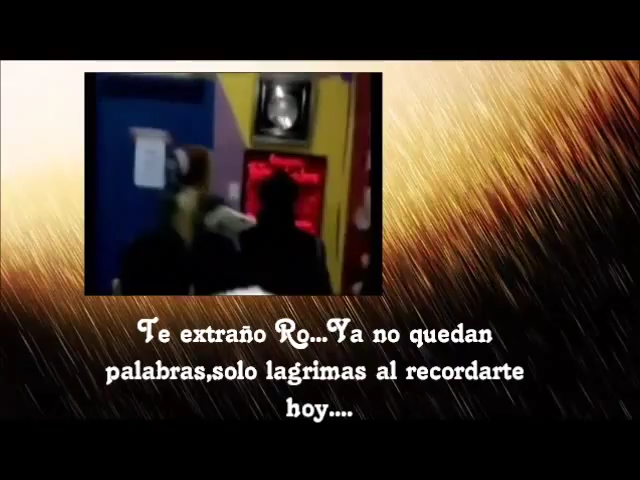 Te extraño Ro...Ya no quedan
palabras,solo lagrimas al recordarte
hoy....